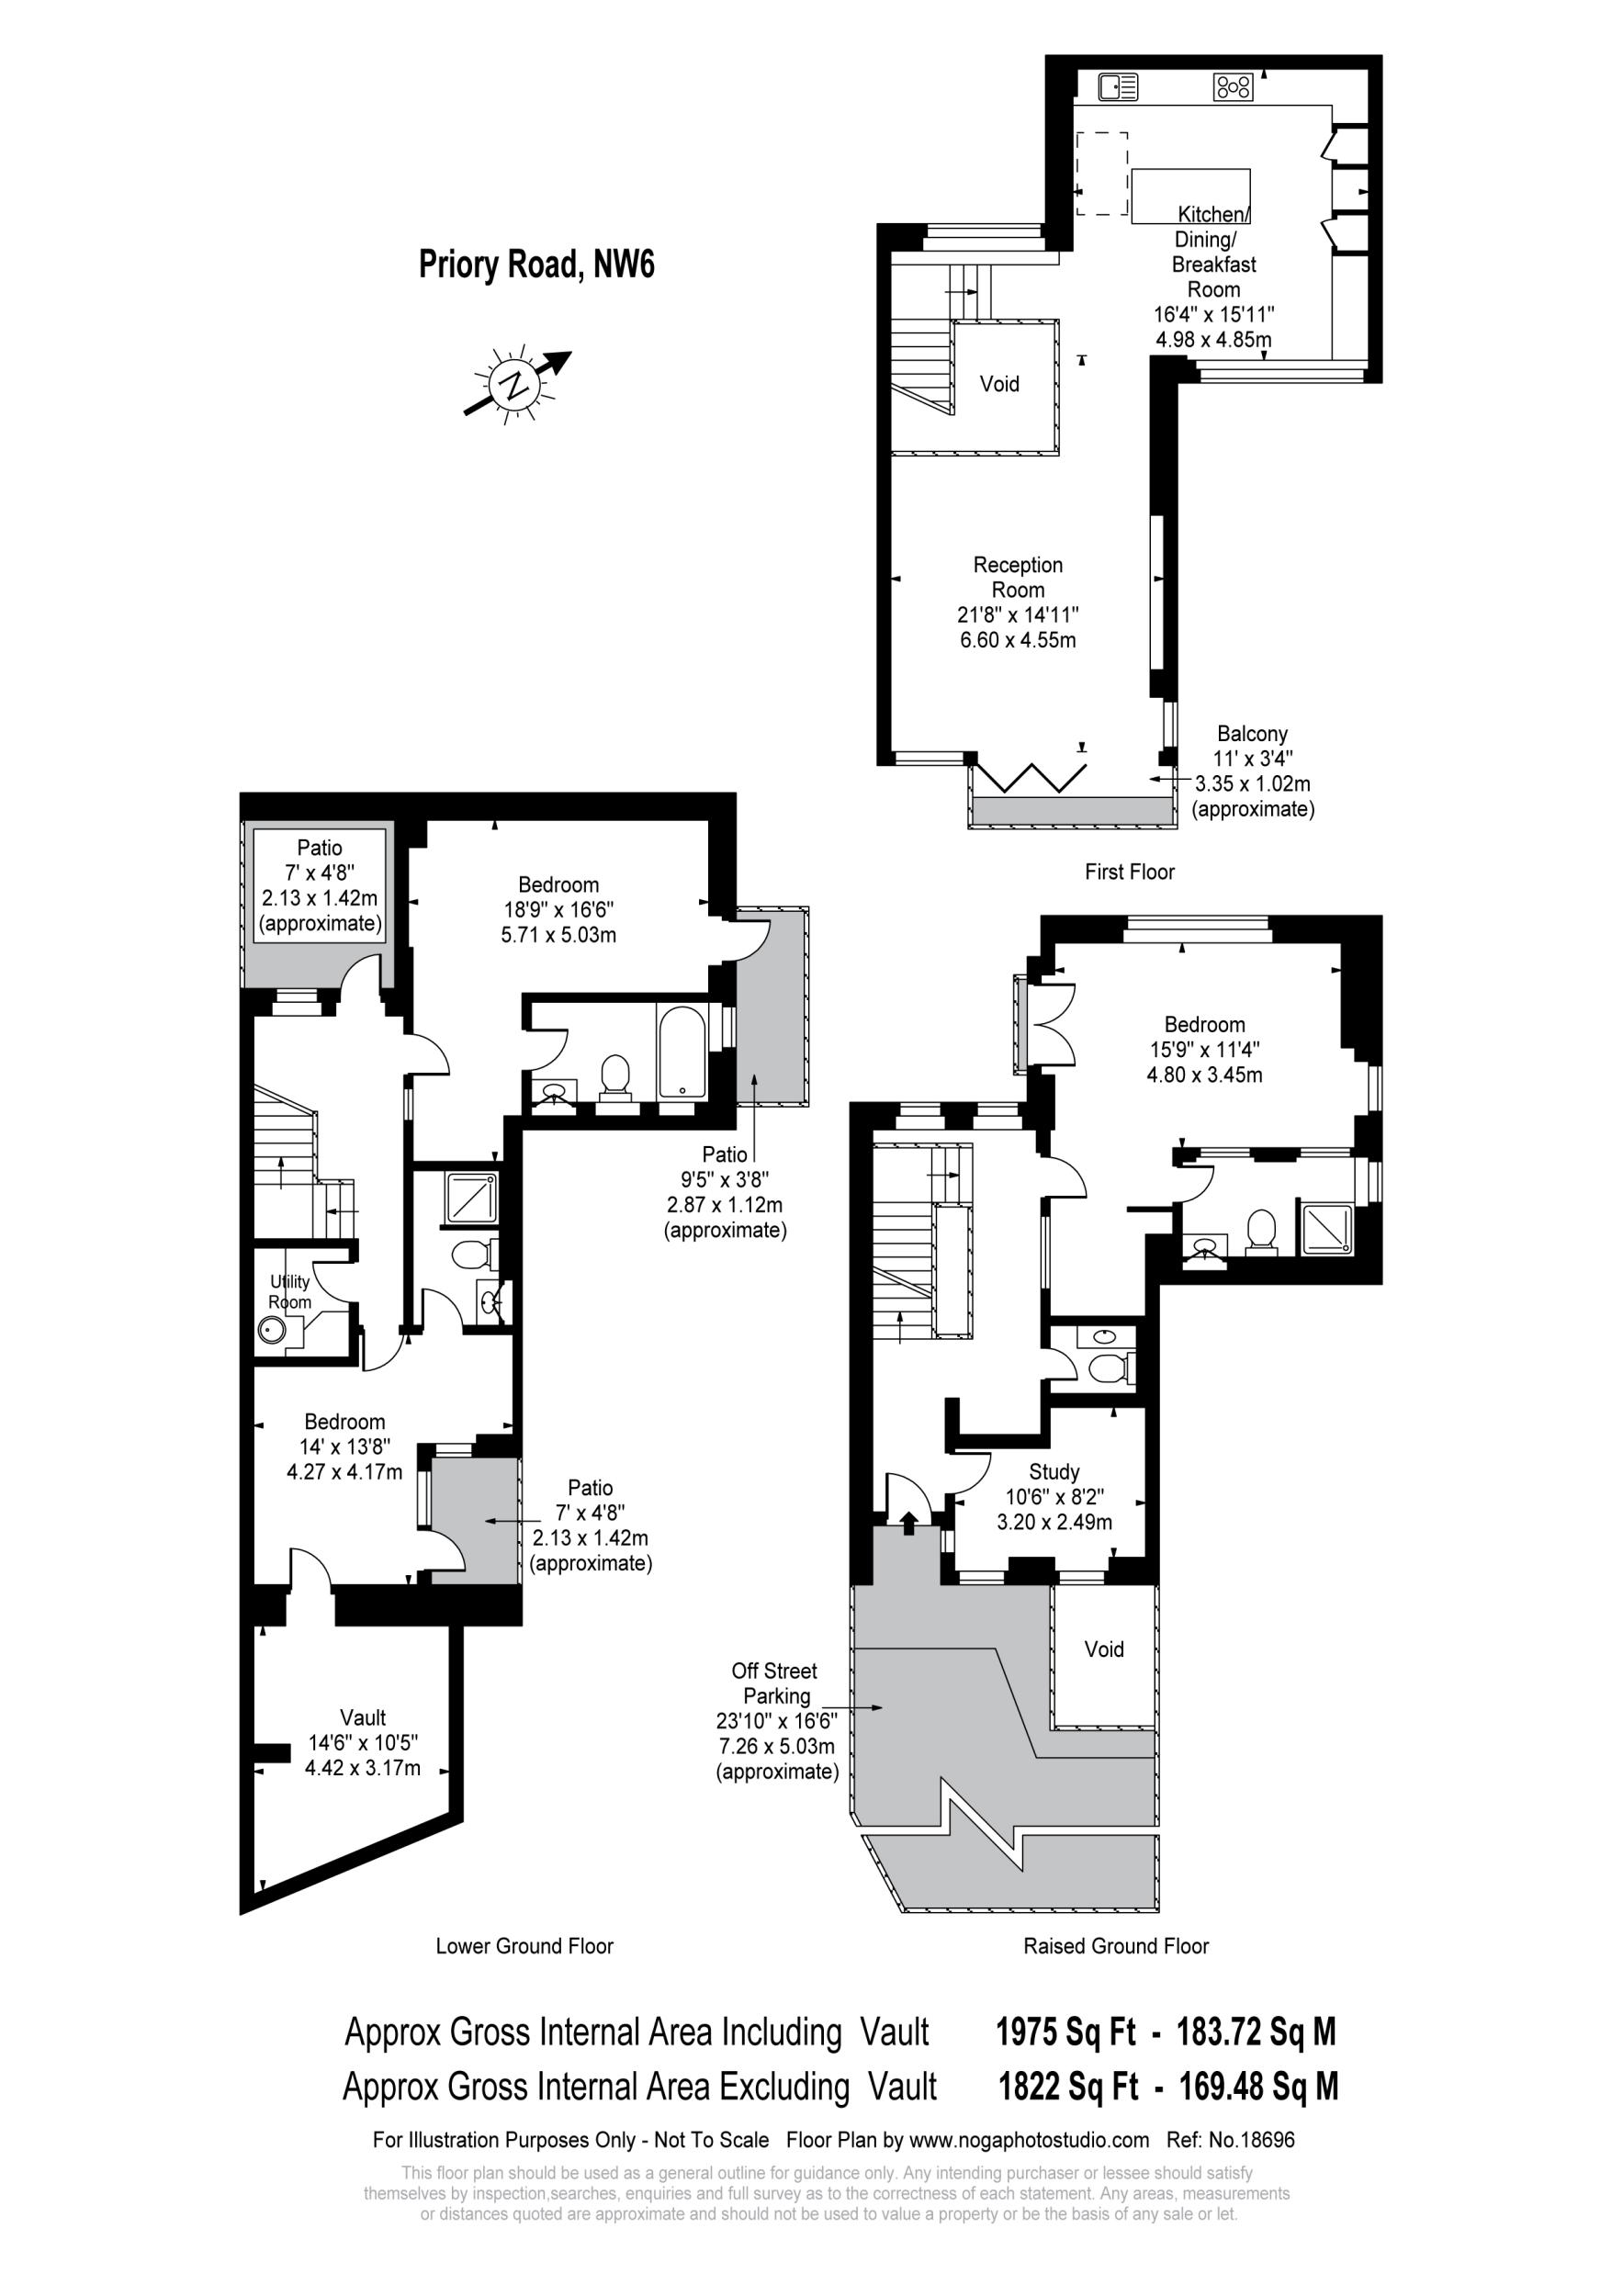 Priory Road, NW6
N
Kitchen/
Dining/
Breakfast
Room
16'4" x 15'11"
4.98 x 4.85m
Void
Reception
Room
21'8" x 14'11"
6.60 x 4.55m
Balcony
11' x 3'4"
3.35 x 1.02m
(approximate)
First Floor
Patio
7' x 4'8"
2.13 x 1.42m
(approximate)
Bedroom
18'9" x 16'6"
5.71 x 5.03m
Patio
9'5" x 3'8"
2.87 x 1.12m
(approximate)
Utility
Room
Bedroom
14' x 13'8"
4.27 x 4.17m
Patio
7' x 4'8"
2.13 x 1.42m
(approximate)
Vault
14'6" x 10'5"
4.42 x 3.17m
Lower Ground Floor
Bedroom
15'9" x 11'4"
4.80 x 3.45m
Study
10'6" x 8'2"
3.20 x 2.49m
Void
Off Street
Parking
23'10" x 16'6"
7.26 x 5.03m
(approximate)
Raised Ground Floor
Approx Gross Internal Area Including Vault 1975 Sq Ft - 183.72 Sq M
Approx Gross Internal Area Excluding Vault 1822 Sq Ft - 169.48 Sq M
For Illustration Purposes Only - Not To Scale Floor Plan by www.nogaphotostudio.com Ref: No.18696
This floor plan should be used as a general outline for guidance only. Any intending purchaser or lessee should satisfy
themselves by inspection,searches, enquiries and full survey as to the correctness of each statement. Any areas, measurements
or distances quoted are approximate and should not be used to value a property or be the basis of any sale or let.